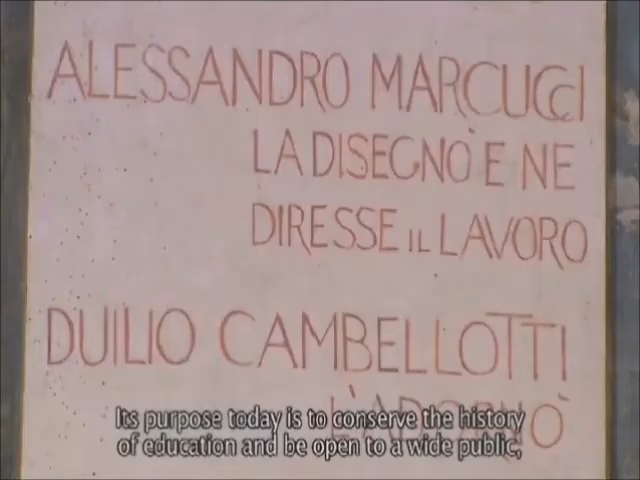 ALESSANDRO MARCUCCI
LA DISEGNÒ E NE
DIRESSE IL LAVORO
DUILIO CAMBELLOTTI
L'ADORNÒ
Its purpose today is to conserve the history
of education and be open to a wide public,